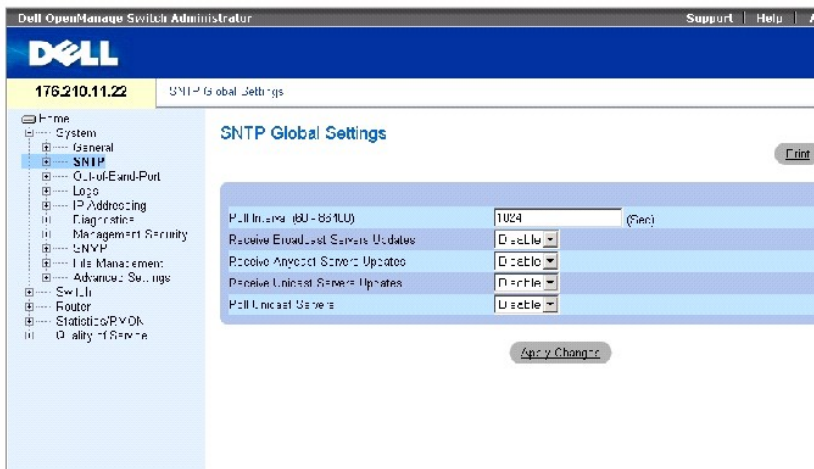 Dell OpenManage Switch Administrator
Support | Help |
DELL
176.210.11.22
SNTP Global Settings
Home
System
General
SNTP
Out-of-Band-Port
Logs
IP Addressing
Diagnostics
Management Security
SNMP
File Management
Advanced Settings
Switch
Router
Statistics/RMON
Quality of Service
SNTP Global Settings
Print
Poll Interval (60 - 86400) 1024 (Sec)
Receive Broadcast Servers Updates Disable
Receive Anycast Servers Updates Disable
Receive Unicast Servers Updates Disable
Poll Unicast Servers Disable
Apply Changes